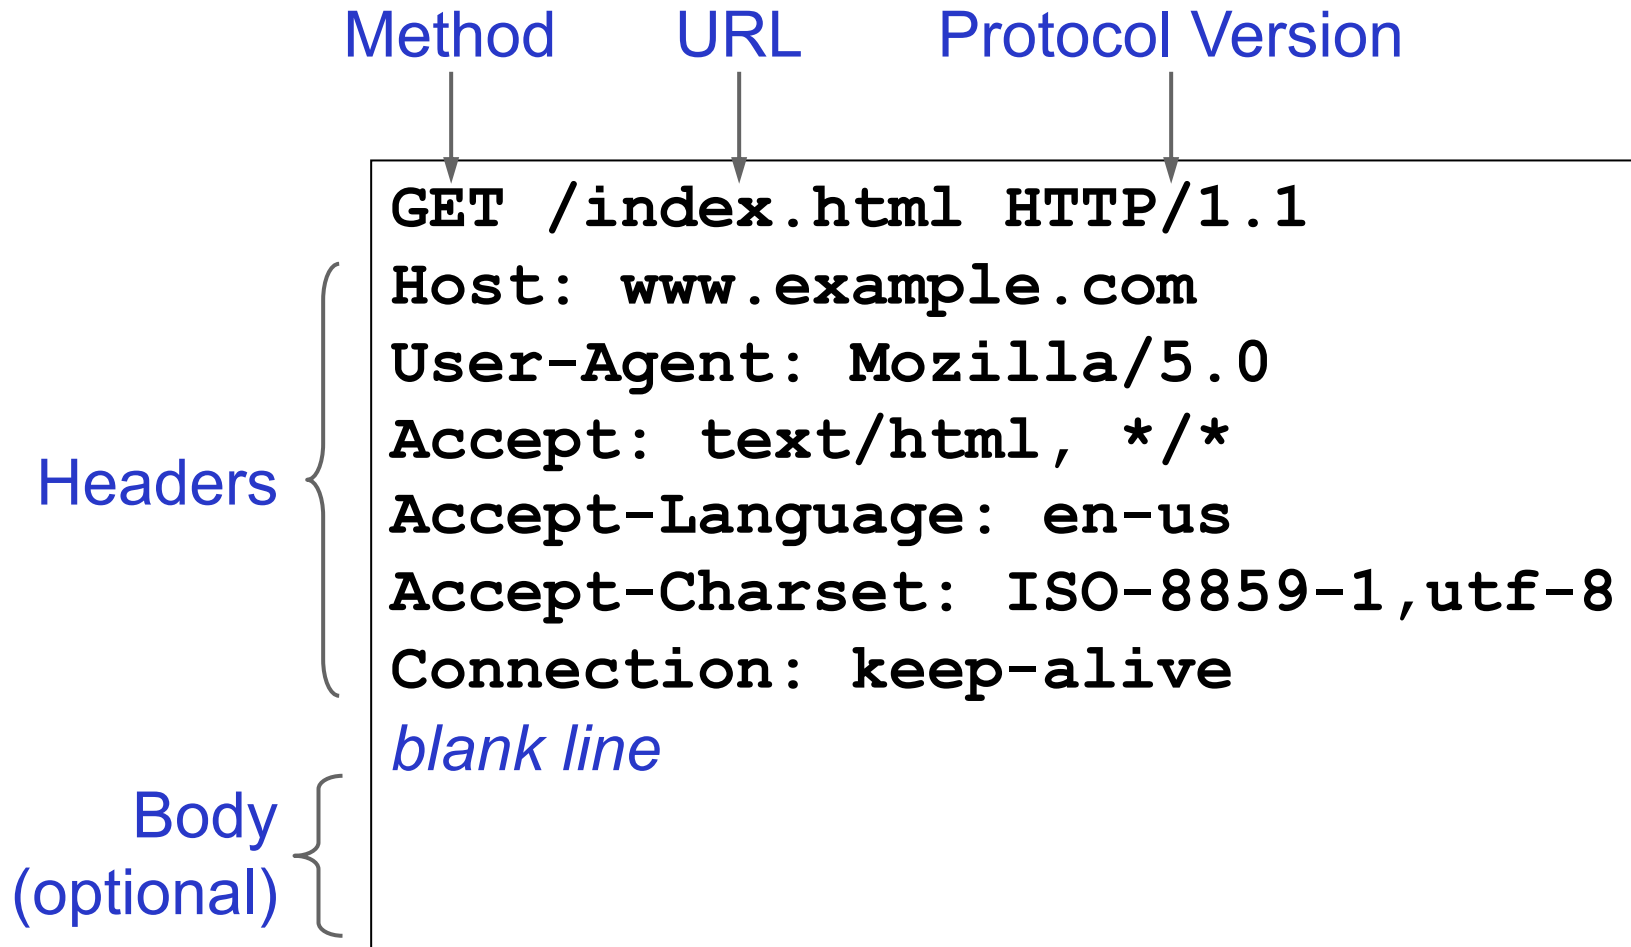 Method URL Protocol Version
GET /index.html HTTP/1.1
Host: www.example.com
User-Agent: Mozilla/5.0
Accept: text/html, */*
Headers
Accept-Language: en-us
Accept-Charset: ISO-8859-1,utf-8
Connection: keep-alive
blank line
Body
(optional)